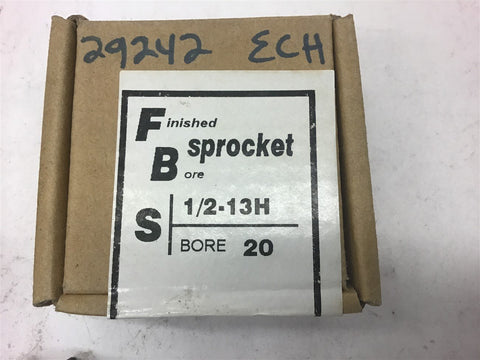 29242 ECH
Finished
sprocket
Bore
S 1/2-13H
BORE 20